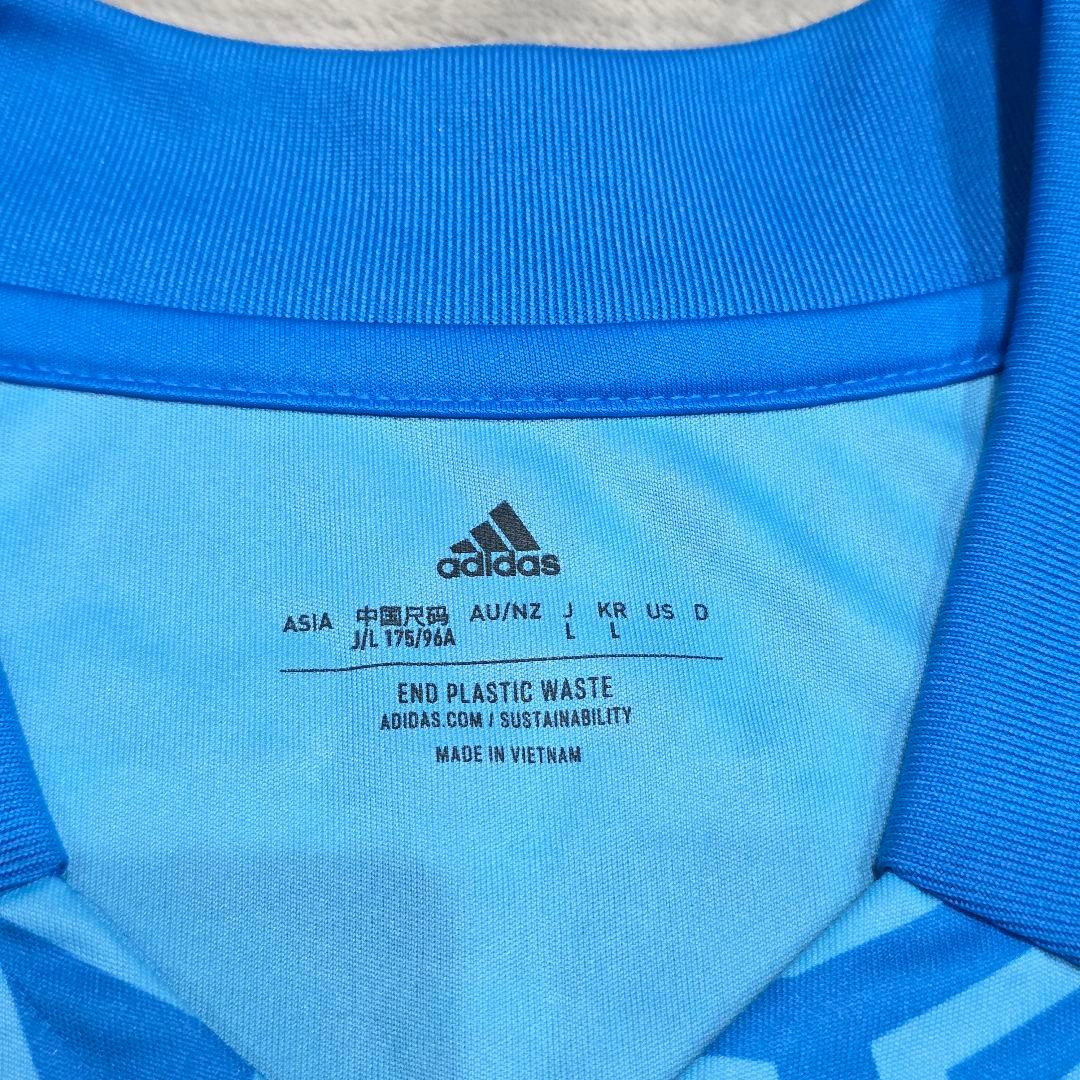 adidas
ASIA 中国尺码 AU/NZ J KR US D
J/L 175/96A L L
END PLASTIC WASTE
ADIDAS.COM / SUSTAINABILITY
MADE IN VIETNAM